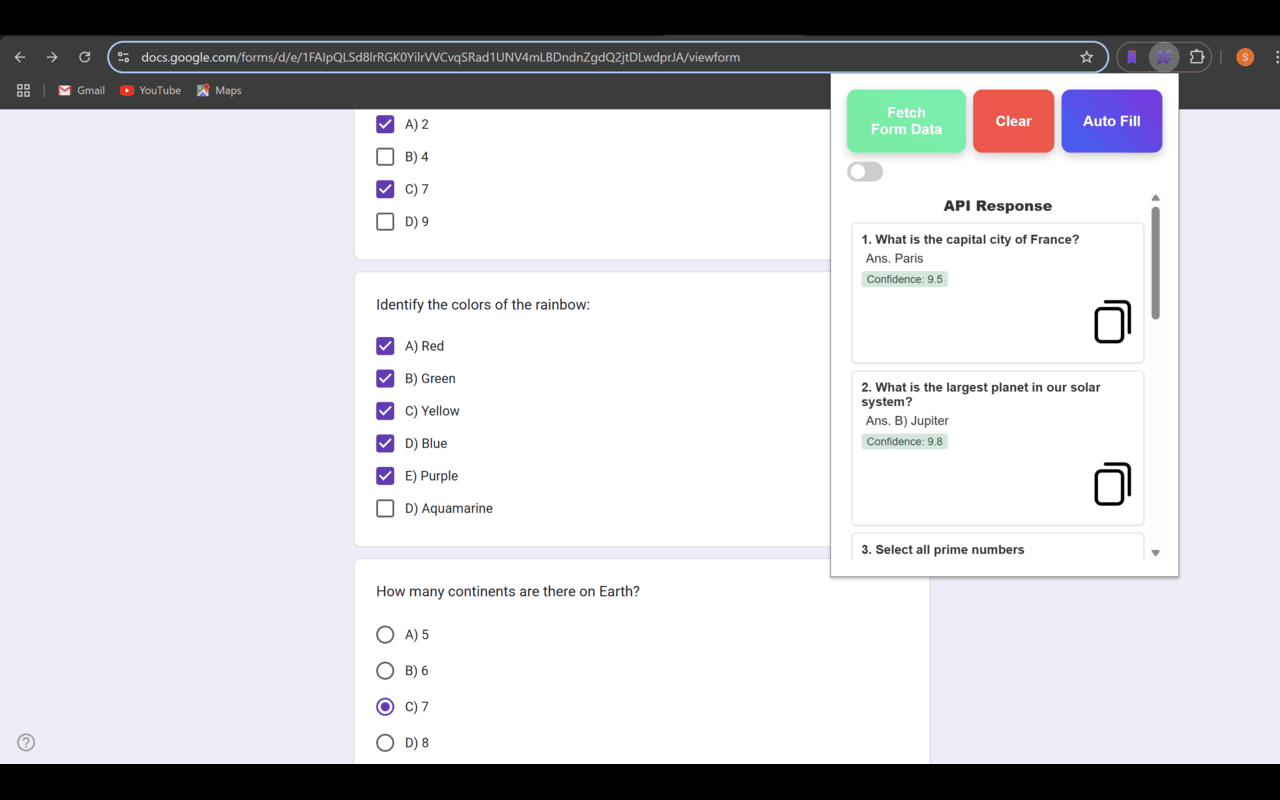 docs.google.com/forms/d/e/1FAIpQLSd8lrRGK0YilrVVCvqSRad1UNV4mLBDndnZgdQ2jtDLwdprJA/viewform
S
Gmail
YouTube
Maps
A) 2
B) 4
C) 7
D) 9
Identify the colors of the rainbow:
A) Red
B) Green
C) Yellow
D) Blue
E) Purple
D) Aquamarine
How many continents are there on Earth?
A) 5
B) 6
C) 7
D) 8
Fetch
Form Data
Clear
Auto Fill
API Response
1. What is the capital city of France?
Ans. Paris
Confidence: 9.5
2. What is the largest planet in our solar
system?
Ans. B) Jupiter
Confidence: 9.8
3. Select all prime numbers